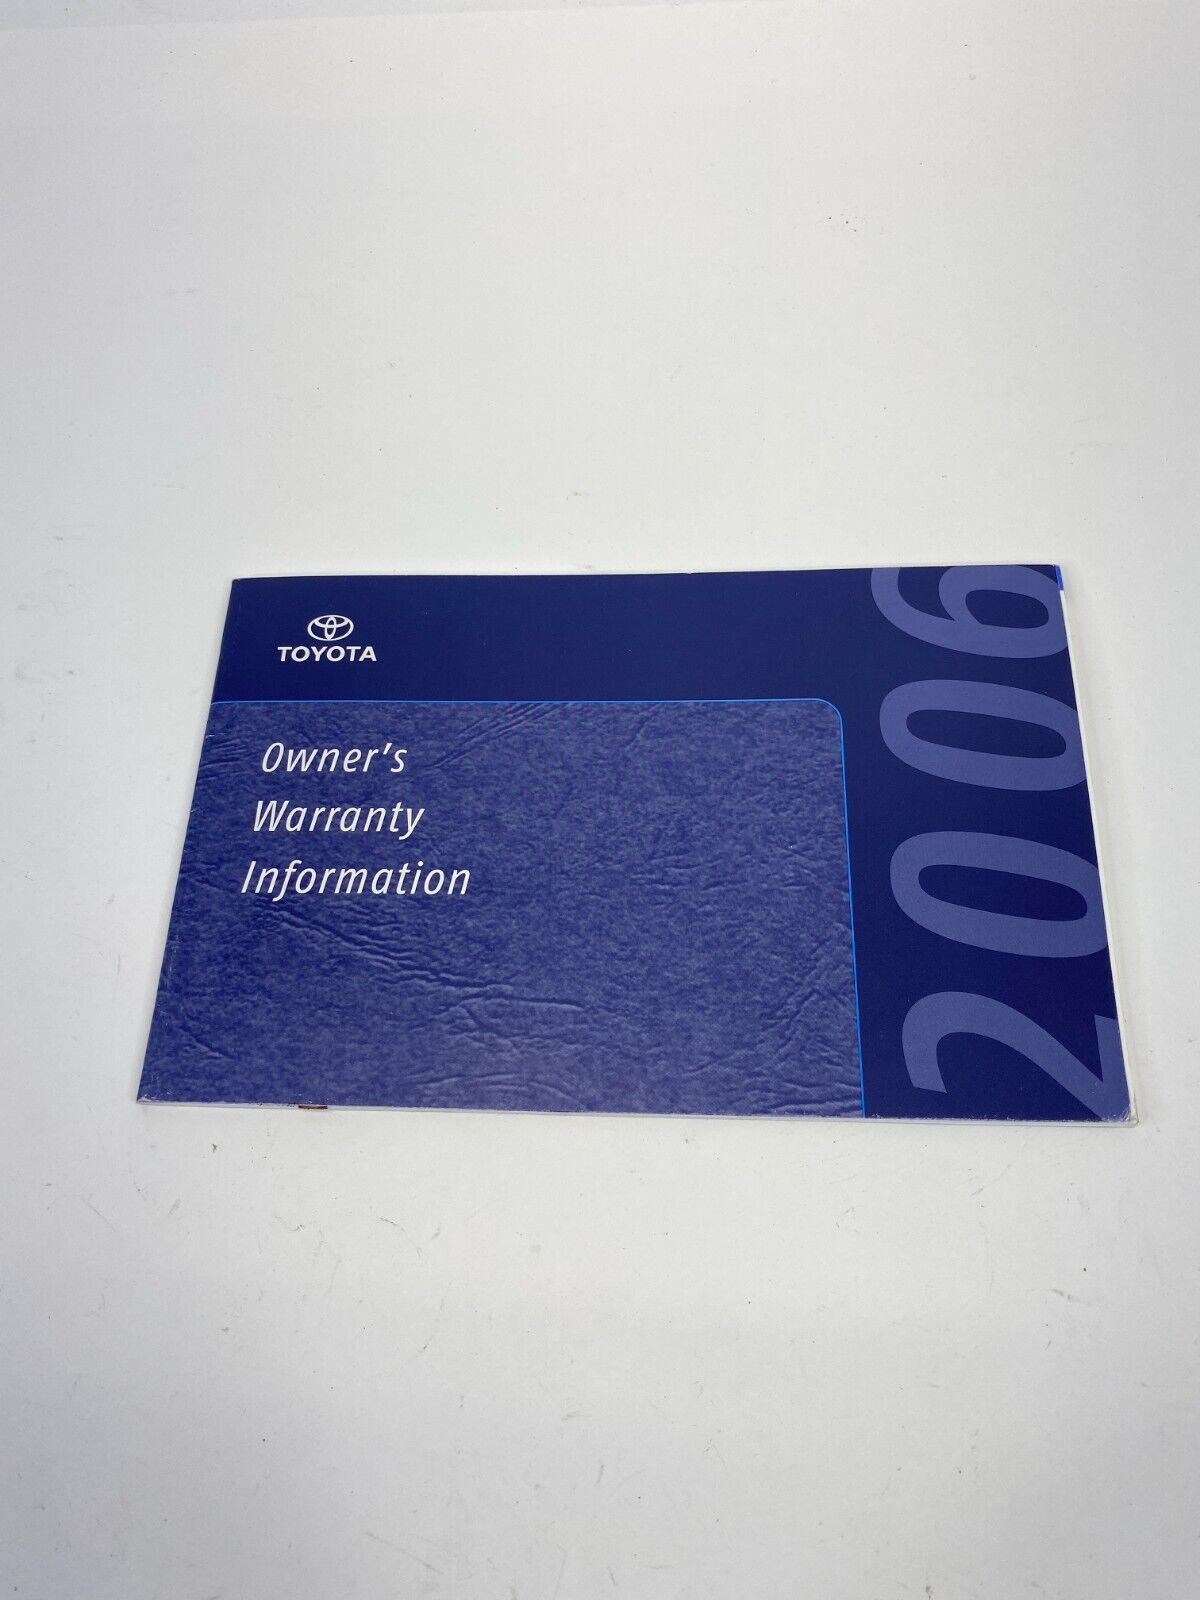 TOYOTA
Owner's
Warranty
Information
2006